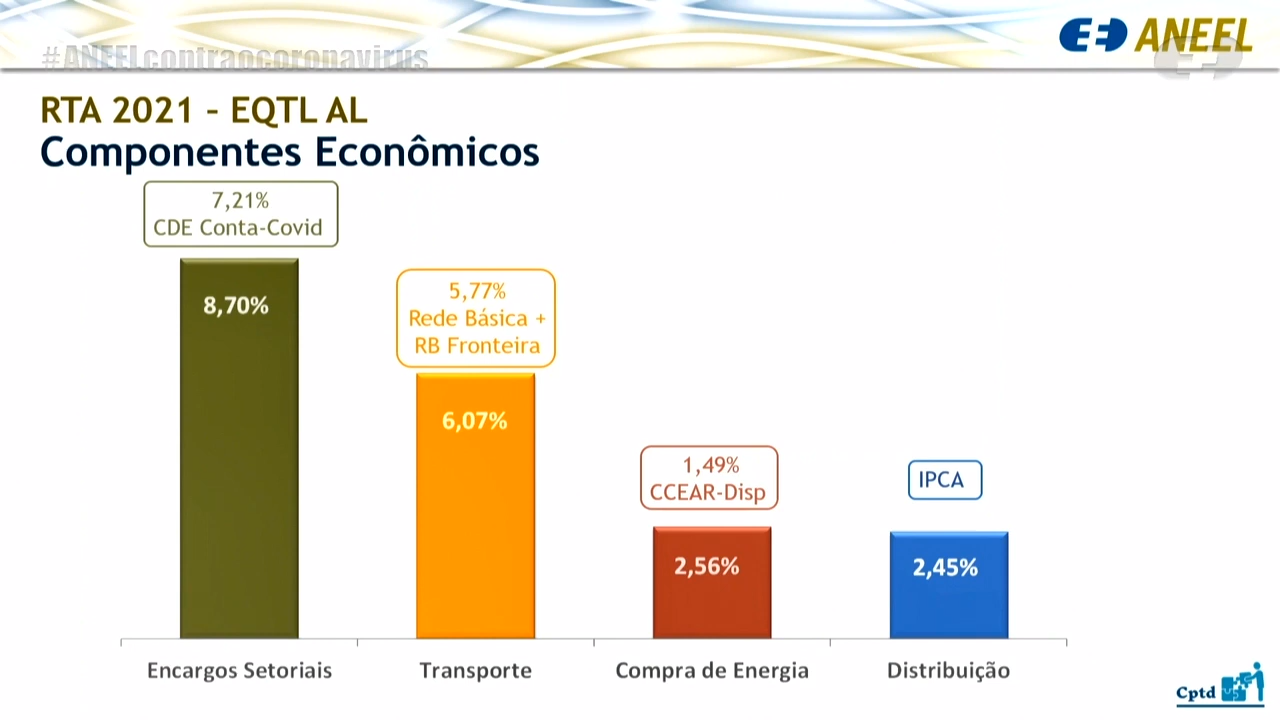 #ANEELcontraocoronavirus
ANEEL
RTA 2021 – EQTL AL
Componentes Econômicos
7,21%
CDE Conta-Covid
8,70%
5,77%
Rede Básica +
RB Fronteira
6,07%
1,49%
CCEAR-Disp
2,56%
IPCA
2,45%
Encargos Setoriais
Transporte
Compra de Energia
Distribuição
Cptd